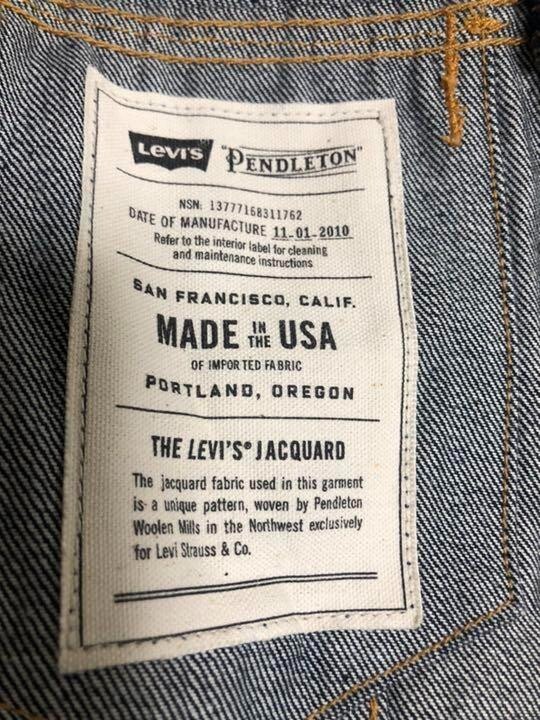 Levi's "PENDLETON"
NSN: 13777168311762
DATE OF MANUFACTURE 11-01-2010
Refer to the interior label for cleaning
and maintenance instructions
SAN FRANCISCO, CALIF.
MADE IN THE USA
OF IMPORTED FABRIC
PORTLAND, OREGON
THE LEVI'S® JACQUARD
The jacquard fabric used in this garment
is a unique pattern, woven by Pendleton
Woolen Mills in the Northwest exclusively
for Levi Strauss & Co.